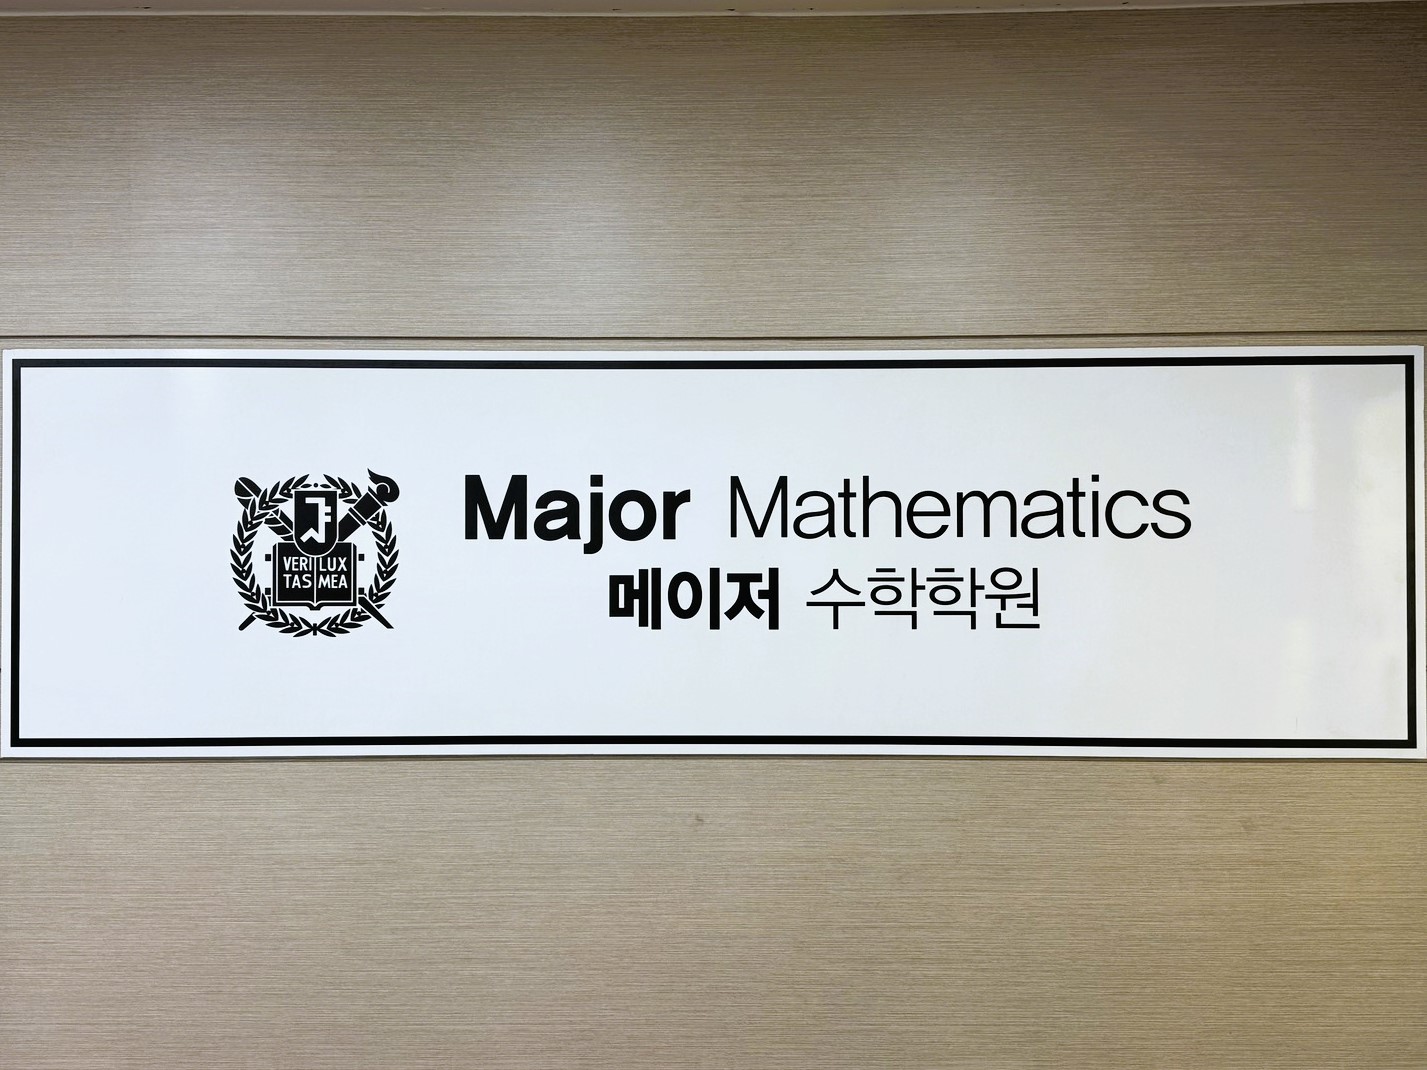 VERI LUX
TAS MEA
Major Mathematics
메이저 수학학원